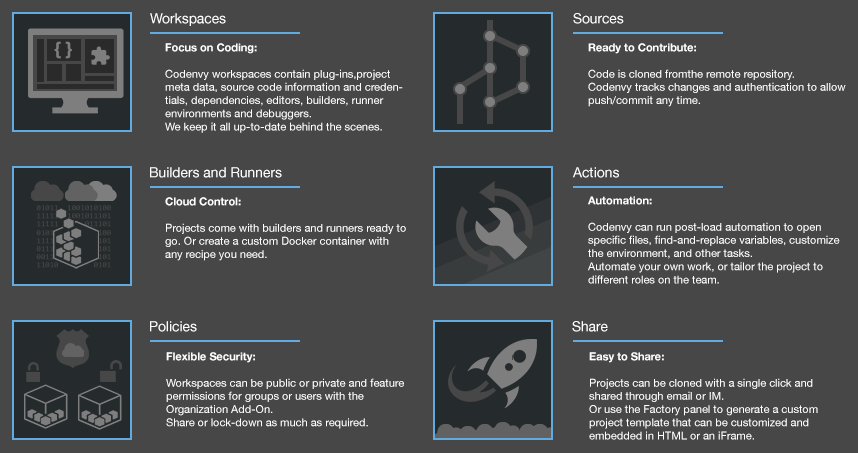 Workspaces
Focus on Coding:
Codenvy workspaces contain plug-ins,project
meta data, source code information and creden-
tials, dependencies, editors, builders, runner
environments and debuggers.
We keep it all up-to-date behind the scenes.
Sources
Ready to Contribute:
Code is cloned fromthe remote repository.
Codenvy tracks changes and authentication to allow
push/commit any time.
Builders and Runners
Cloud Control:
Projects come with builders and runners ready to
go. Or create a custom Docker container with
any recipe you need.
Actions
Automation:
Codenvy can run post-load automation to open
specific files, find-and-replace variables, customize
the environment, and other tasks.
Automate your own work, or tailor the project to
different roles on the team.
Policies
Flexible Security:
Workspaces can be public or private and feature
permissions for groups or users with the
Organization Add-On.
Share or lock-down as much as required.
Share
Easy to Share:
Projects can be cloned with a single click and
shared through email or IM.
Or use the Factory panel to generate a custom
project template that can be customized and
embedded in HTML or an iFrame.